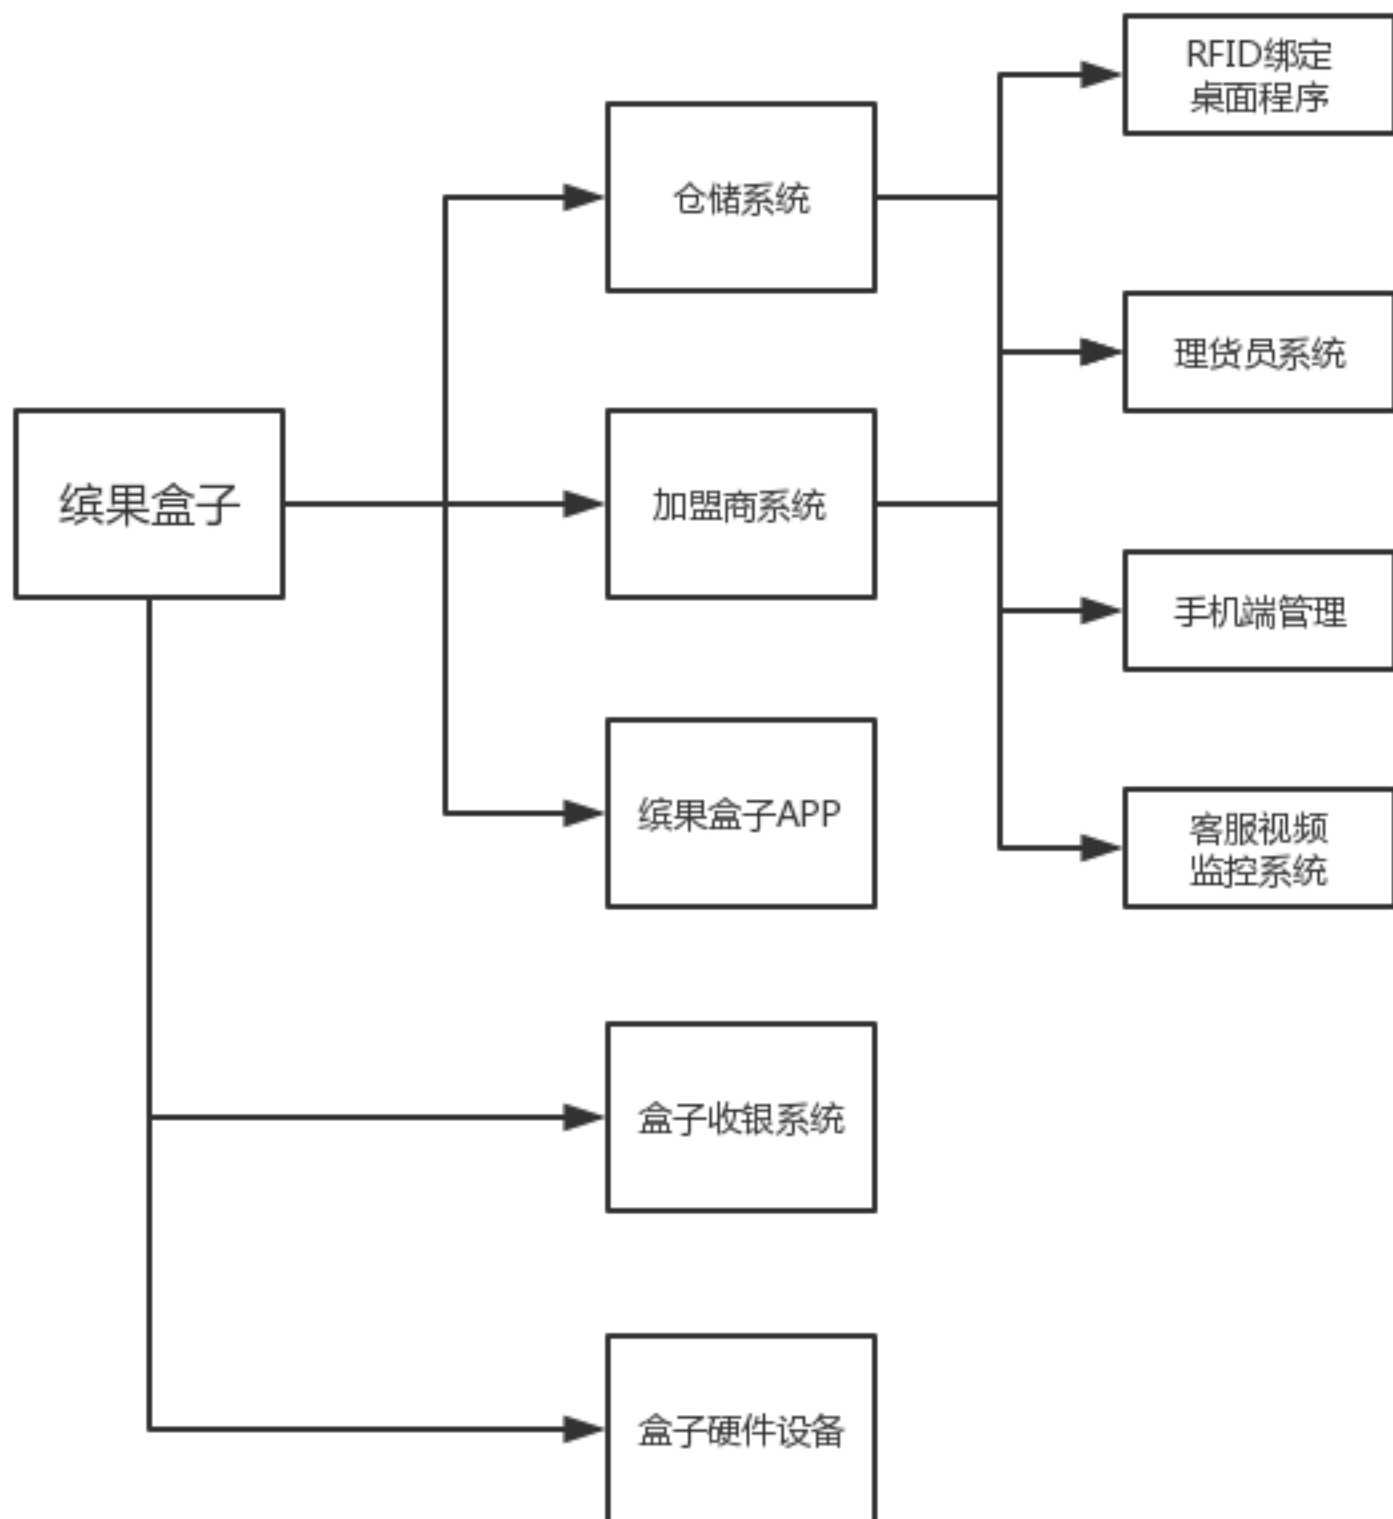 RFID绑定
桌面程序
仓储系统
理货员系统
缤果盒子
加盟商系统
手机端管理
缤果盒子APP
客服视频
监控系统
盒子收银系统
盒子硬件设备